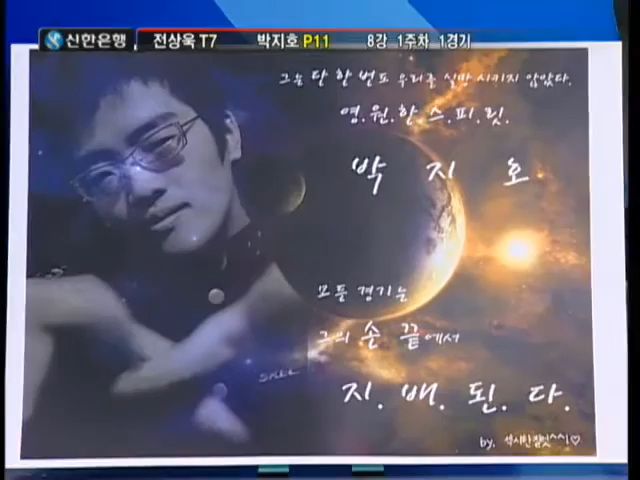 신한은행 전상욱 T7 박지호 P11 8강 1주차 1경기
그는 단 한 번도 우리를 실망 시키지 않았다.
영.원.한 스.피.릿.
박 지 호
모든 경기는
그의 손 끝에서
지. 배. 된. 다.
by.